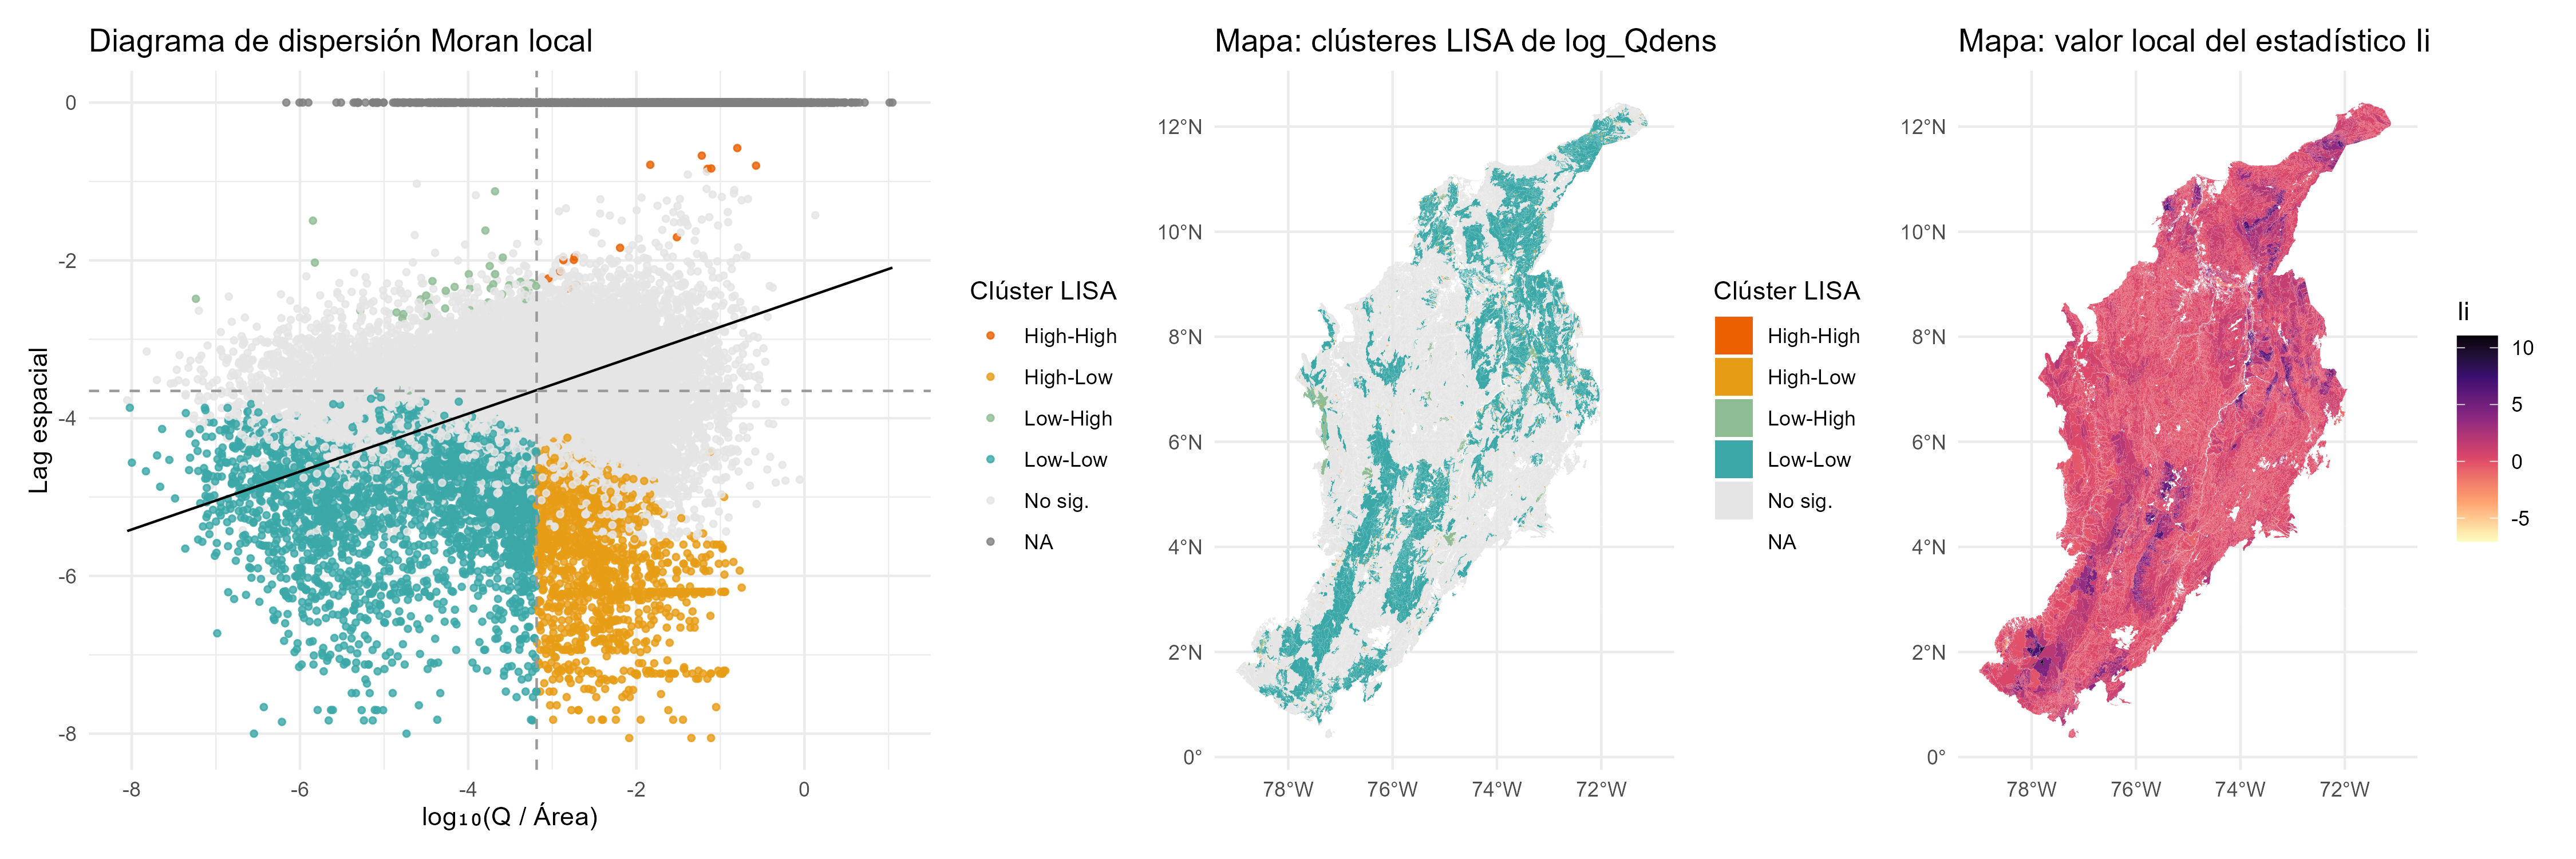 Diagrama de dispersión Moran local
0
-2
-4
-6
-8
Lag espacial
-8
-6
-4
-2
0
log₁₀(Q / Área)
Clúster LISA
High-High
High-Low
Low-High
Low-Low
No sig.
NA
Mapa: clústeres LISA de log_Qdens
12°N
10°N
8°N
6°N
4°N
2°N
0°
78°W
76°W
74°W
72°W
Clúster LISA
High-High
High-Low
Low-High
Low-Low
No sig.
NA
Mapa: valor local del estadístico Ii
12°N
10°N
8°N
6°N
4°N
2°N
0°
78°W
76°W
74°W
72°W
Ii
10
5
0
-5